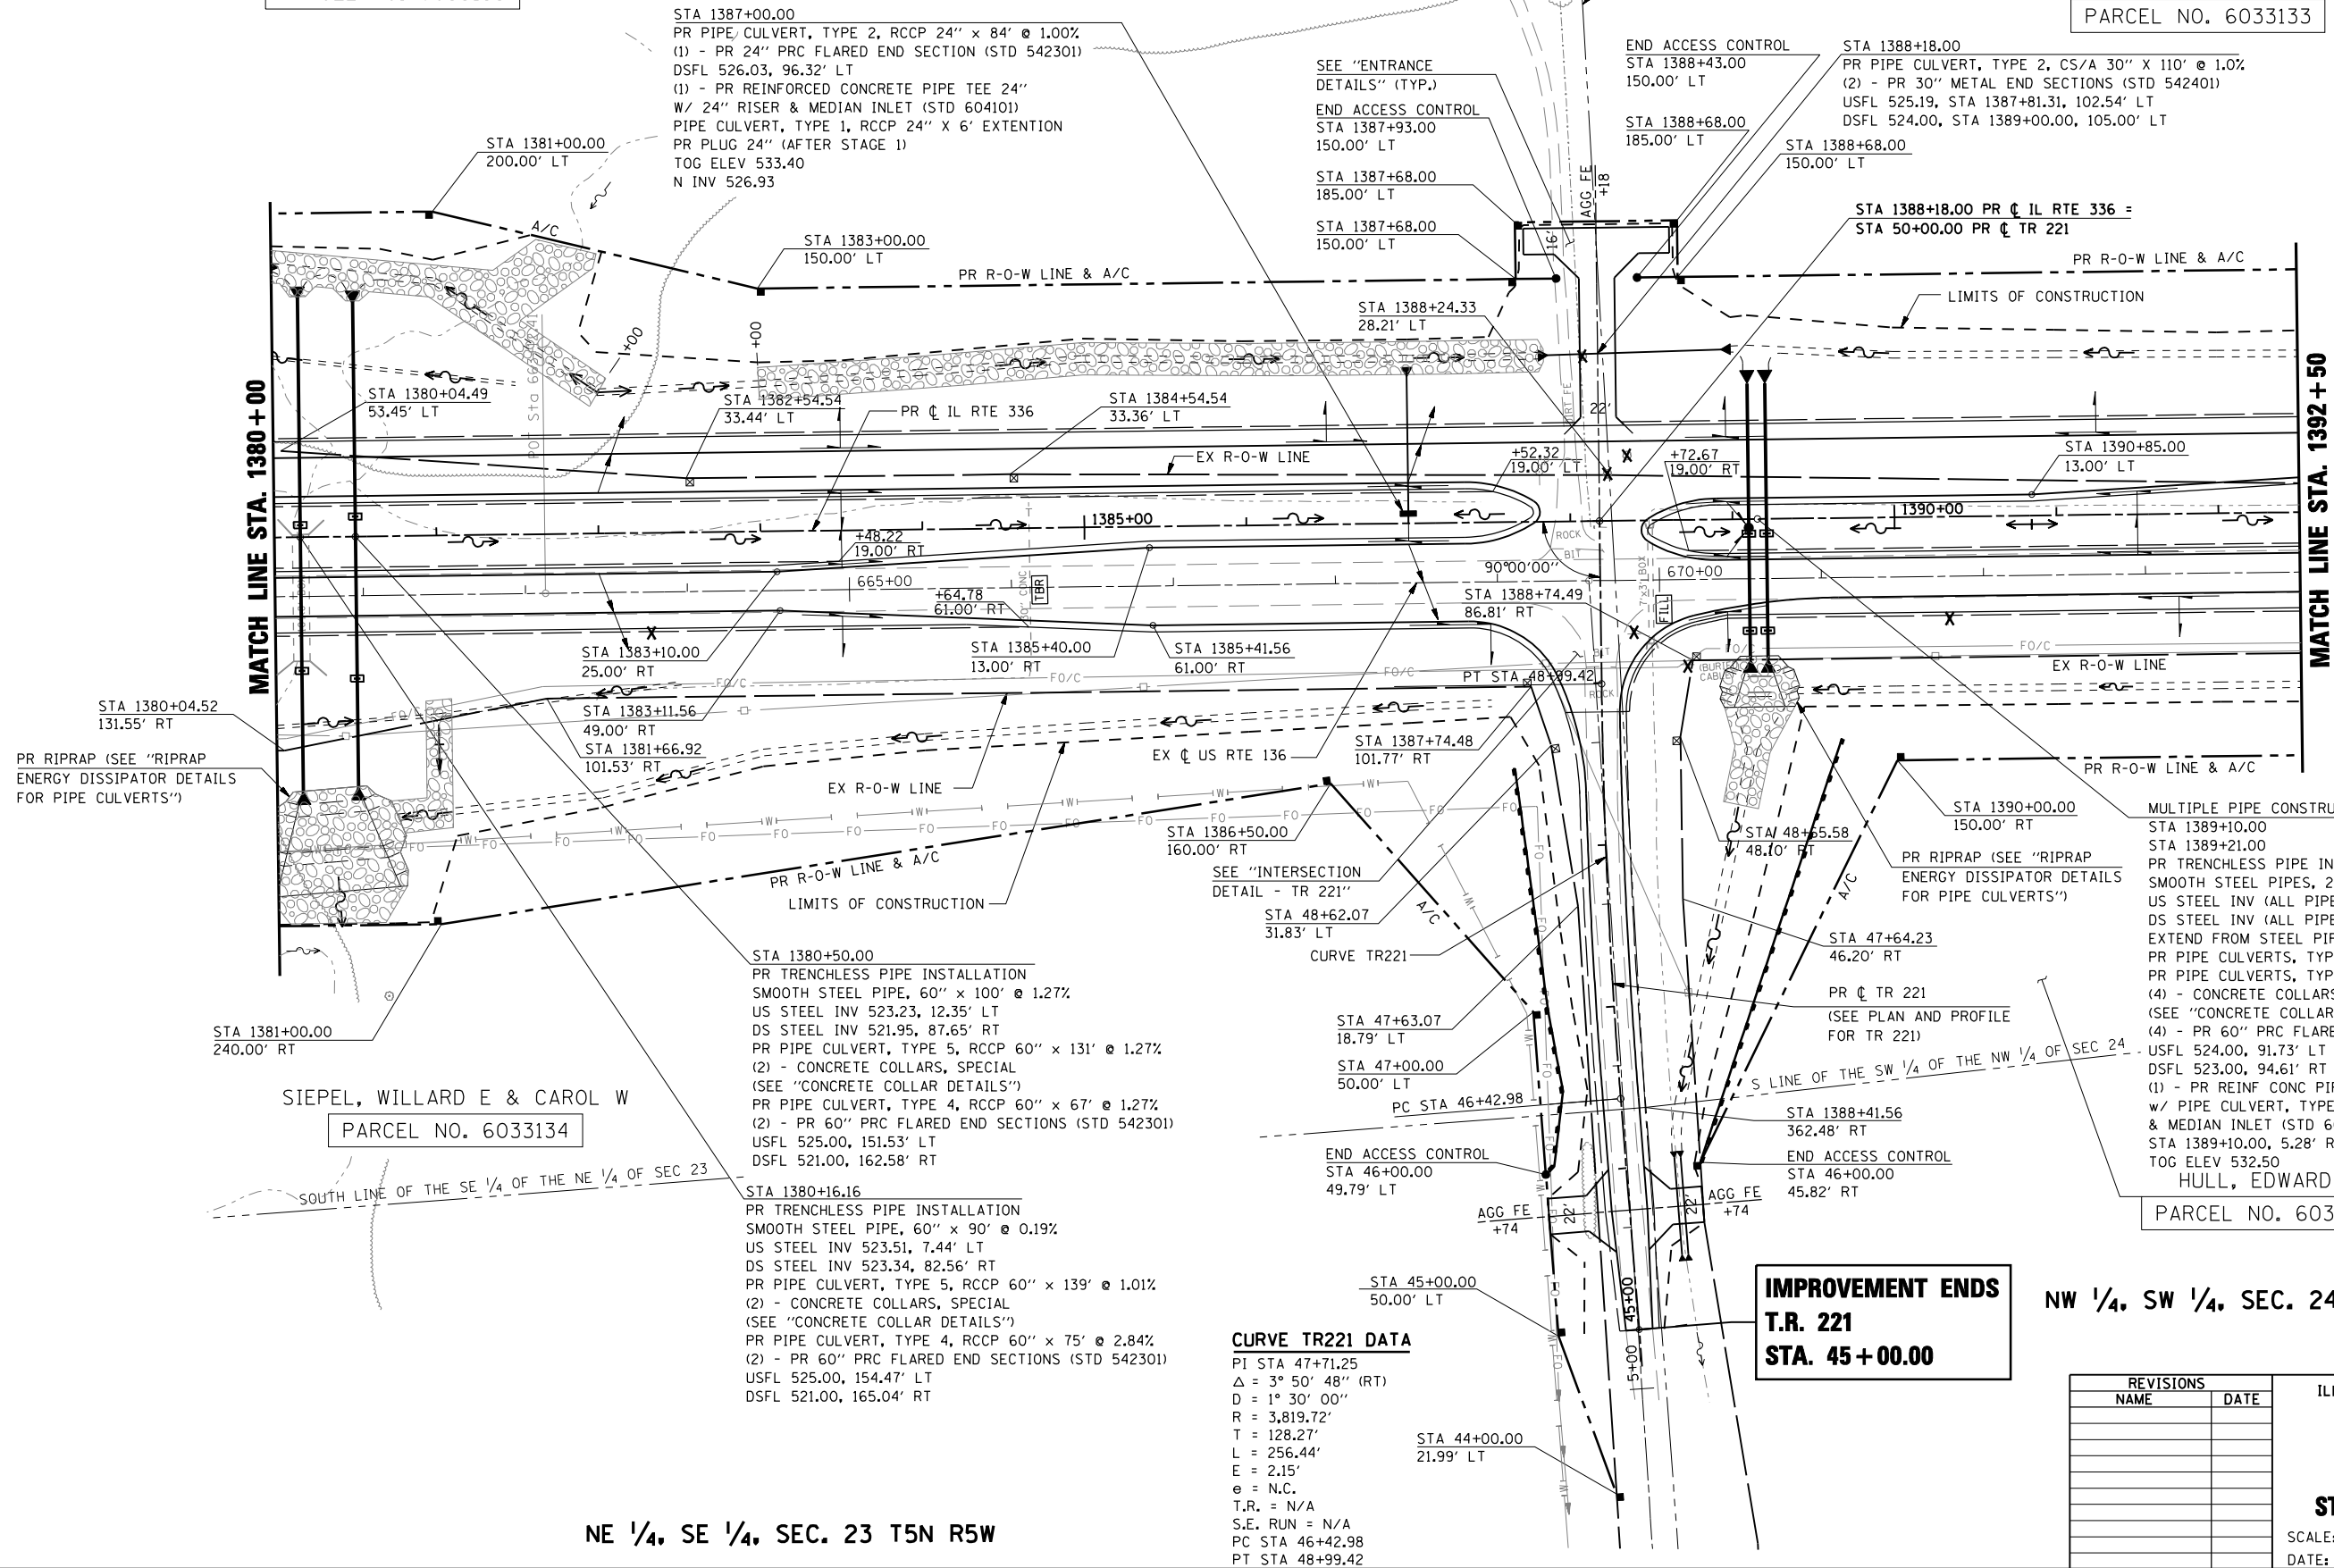 PARCEL NO. 6033133
STA 1387+00.00
PR PIPE CULVERT, TYPE 2, RCCP 24" x 84' @ 1.00%
(1) - PR 24" PRC FLARED END SECTION (STD 542301)
DSFL 526.03, 96.32' LT
(1) - PR REINFORCED CONCRETE PIPE TEE 24"
W/ 24" RISER & MEDIAN INLET (STD 604101)
PIPE CULVERT, TYPE 1, RCCP 24" X 6' EXTENTION
PR PLUG 24" (AFTER STAGE 1)
TOG ELEV 533.40
N INV 526.93
SEE "ENTRANCE
DETAILS" (TYP.)
END ACCESS CONTROL
STA 1387+93.00
150.00' LT
STA 1387+68.00
185.00' LT
STA 1387+68.00
150.00' LT
END ACCESS CONTROL
STA 1388+43.00
150.00' LT
STA 1388+68.00
185.00' LT
STA 1388+18.00
PR PIPE CULVERT, TYPE 2, CS/A 30" X 110' @ 1.0%
(2) - PR 30" METAL END SECTIONS (STD 542401)
USFL 525.19, STA 1387+81.31, 102.54' LT
DSFL 524.00, STA 1389+00.00, 105.00' LT
STA 1388+68.00
150.00' LT
STA 1388+18.00 PR ℄ IL RTE 336 =
STA 50+00.00 PR ℄ TR 221
STA 1381+00.00
200.00' LT
A/C
STA 1383+00.00
150.00' LT
PR R-O-W LINE & A/C
AGG FE
+18
16'
PR R-O-W LINE & A/C
LIMITS OF CONSTRUCTION
STA 1388+24.33
28.21' LT
+00
+00
MATCH LINE STA. 1380+00
MATCH LINE STA. 1392+50
STA 1380+04.49
53.45' LT
STA 1382+54.54
33.44' LT
PR ℄ IL RTE 336
STA 1384+54.54
33.36' LT
22'
EX R-O-W LINE
+52.32
19.00' LT
+72.67
19.00' RT
STA 1390+85.00
13.00' LT
1385+00
1390+00
+48.22
19.00' RT
ROCK
BIT
90°00'00"
7'x3' BOX
665+00
670+00
TBR
FILL
+64.78
61.00' RT
STA 1388+74.49
86.81' RT
STA 1383+10.00
25.00' RT
STA 1385+40.00
13.00' RT
STA 1385+41.56
61.00' RT
BIT
ROCK
FO/C
FO/C
FO/C
FO/C
FO/C
(BURIED
CABLE)
EX R-O-W LINE
PT STA 48+99.42
STA 1380+04.52
131.55' RT
STA 1383+11.56
49.00' RT
STA 1381+66.92
101.53' RT
PR RIPRAP (SEE "RIPRAP
ENERGY DISSIPATOR DETAILS
FOR PIPE CULVERTS")
EX R-O-W LINE
EX ℄ US RTE 136
STA 1387+74.48
101.77' RT
PR R-O-W LINE & A/C
STA 1386+50.00
160.00' RT
STA 48+65.58
48.10' RT
STA 1390+00.00
150.00' RT
PR RIPRAP (SEE "RIPRAP
ENERGY DISSIPATOR DETAILS
FOR PIPE CULVERTS")
PR R-O-W LINE & A/C
LIMITS OF CONSTRUCTION
SEE "INTERSECTION
DETAIL - TR 221"
STA 48+62.07
31.83' LT
A/C
A/C
CURVE TR221
STA 47+64.23
46.20' RT
PR ℄ TR 221
(SEE PLAN AND PROFILE
FOR TR 221)
MULTIPLE PIPE CONSTRU
STA 1389+10.00
STA 1389+21.00
PR TRENCHLESS PIPE IN
SMOOTH STEEL PIPES, 2
US STEEL INV (ALL PIPE
DS STEEL INV (ALL PIPE
EXTEND FROM STEEL PIP
PR PIPE CULVERTS, TYP
PR PIPE CULVERTS, TYP
(4) - CONCRETE COLLARS
(SEE "CONCRETE COLLAR
(4) - PR 60" PRC FLARE
USFL 524.00, 91.73' LT
DSFL 523.00, 94.61' RT
(1) - PR REINF CONC PIP
w/ PIPE CULVERT, TYPE
& MEDIAN INLET (STD 6
STA 1389+10.00, 5.28' R
TOG ELEV 532.50
HULL, EDWARD
PARCEL NO. 603
STA 1381+00.00
240.00' RT
SIEPEL, WILLARD E & CAROL W
PARCEL NO. 6033134
SOUTH LINE OF THE SE 1/4 OF THE NE 1/4 OF SEC 23
STA 1380+50.00
PR TRENCHLESS PIPE INSTALLATION
SMOOTH STEEL PIPE, 60" x 100' @ 1.27%
US STEEL INV 523.23, 12.35' LT
DS STEEL INV 521.95, 87.65' RT
PR PIPE CULVERT, TYPE 5, RCCP 60" x 131' @ 1.27%
(2) - CONCRETE COLLARS, SPECIAL
(SEE "CONCRETE COLLAR DETAILS")
PR PIPE CULVERT, TYPE 4, RCCP 60" x 67' @ 1.27%
(2) - PR 60" PRC FLARED END SECTIONS (STD 542301)
USFL 525.00, 151.53' LT
DSFL 521.00, 162.58' RT
STA 1380+16.16
PR TRENCHLESS PIPE INSTALLATION
SMOOTH STEEL PIPE, 60" x 90' @ 0.19%
US STEEL INV 523.51, 7.44' LT
DS STEEL INV 523.34, 82.56' RT
PR PIPE CULVERT, TYPE 5, RCCP 60" x 139' @ 1.01%
(2) - CONCRETE COLLARS, SPECIAL
(SEE "CONCRETE COLLAR DETAILS")
PR PIPE CULVERT, TYPE 4, RCCP 60" x 75' @ 2.84%
(2) - PR 60" PRC FLARED END SECTIONS (STD 542301)
USFL 525.00, 154.47' LT
DSFL 521.00, 165.04' RT
STA 47+63.07
18.79' LT
STA 47+00.00
50.00' LT
PC STA 46+42.98
S LINE OF THE SW 1/4 OF THE NW 1/4 OF SEC 24
STA 1388+41.56
362.48' RT
END ACCESS CONTROL
STA 46+00.00
49.79' LT
END ACCESS CONTROL
STA 46+00.00
45.82' RT
AGG FE
+74
22'
22'
AGG FE
+74
STA 45+00.00
50.00' LT
45+00
5+00
IMPROVEMENT ENDS
T.R. 221
STA. 45+00.00
NW 1/4, SW 1/4, SEC. 24
CURVE TR221 DATA
PI STA 47+71.25
Δ = 3° 50' 48" (RT)
D = 1° 30' 00"
R = 3,819.72'
T = 128.27'
L = 256.44'
E = 2.15'
e = N.C.
T.R. = N/A
S.E. RUN = N/A
PC STA 46+42.98
PT STA 48+99.42
STA 44+00.00
21.99' LT
NE 1/4, SE 1/4, SEC. 23 T5N R5W
REVISIONS
NAME DATE
SCALE:
DATE: